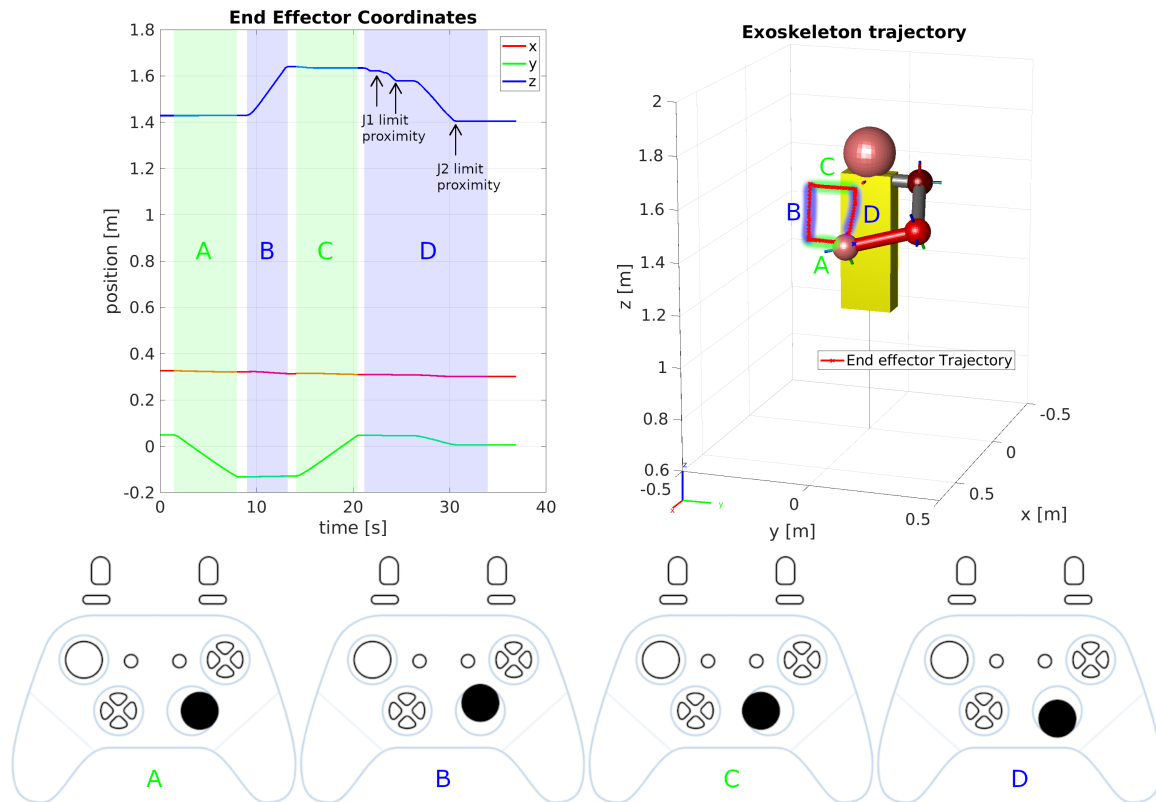 End Effector Coordinates
1.8
1.6
1.4
1.2
1
0.8
0.6
0.4
0.2
0
-0.2
position [m]
0
10
20
30
40
time [s]
x
y
z
J1 limit
proximity
J2 limit
proximity
A
B
C
D
Exoskeleton trajectory
2
1.8
1.6
1.4
1.2
1
0.8
0.6
z [m]
C
B
D
A
End effector Trajectory
-0.5
0
0.5
y [m]
-0.5
0
0.5
x [m]
z
x
y
A
B
C
D